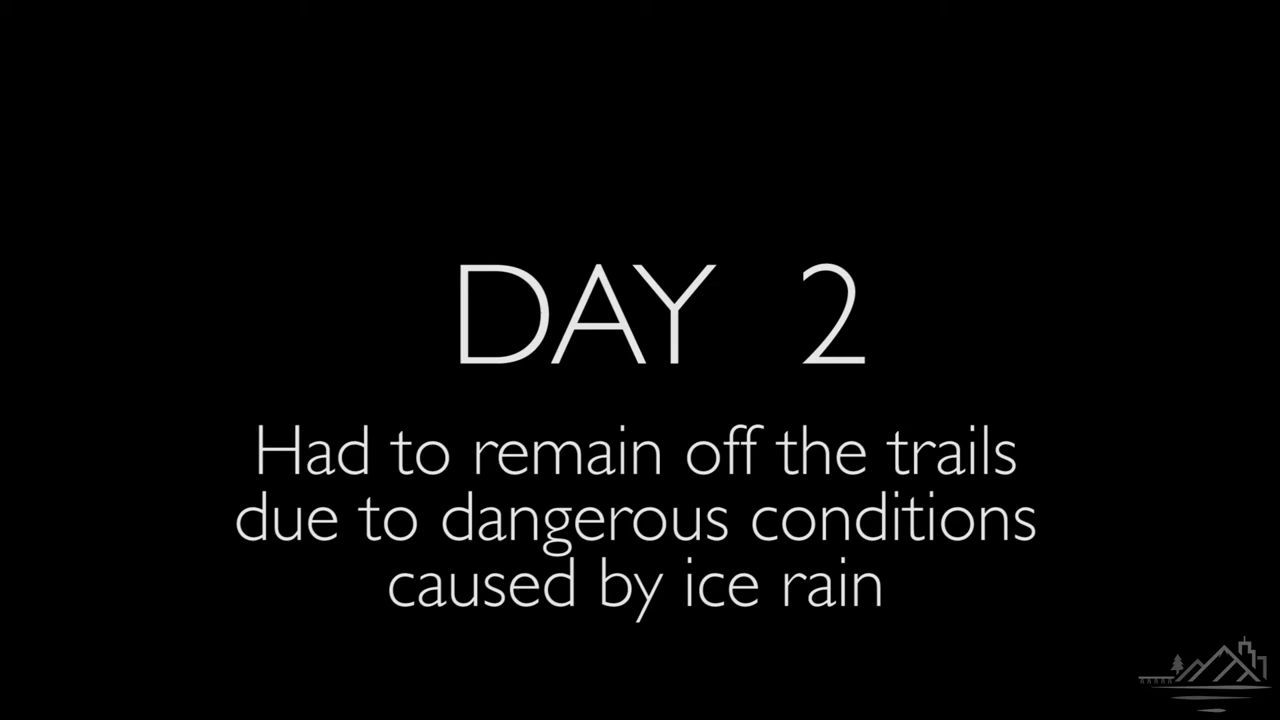 DAY 2
Had to remain off the trails
due to dangerous conditions
caused by ice rain